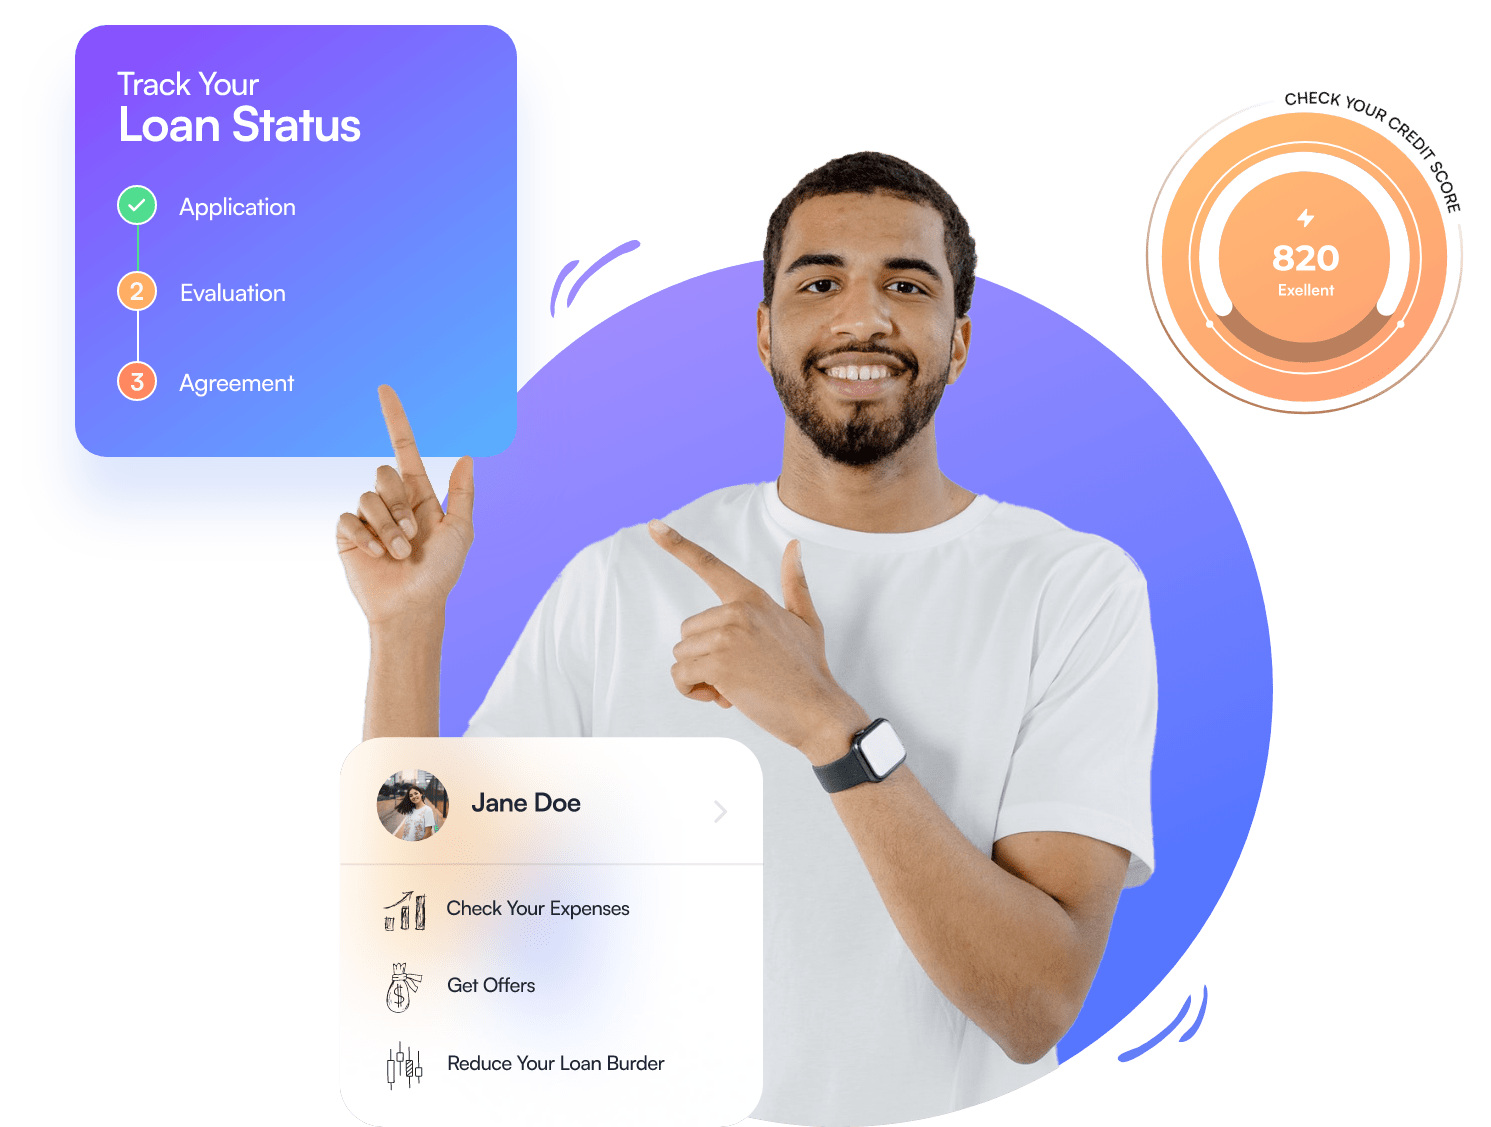 Track Your
Loan Status
Application
2 Evaluation
3 Agreement
CHECK YOUR CREDIT SCORE
820
Exellent
Jane Doe
Check Your Expenses
Get Offers
$
Reduce Your Loan Burder